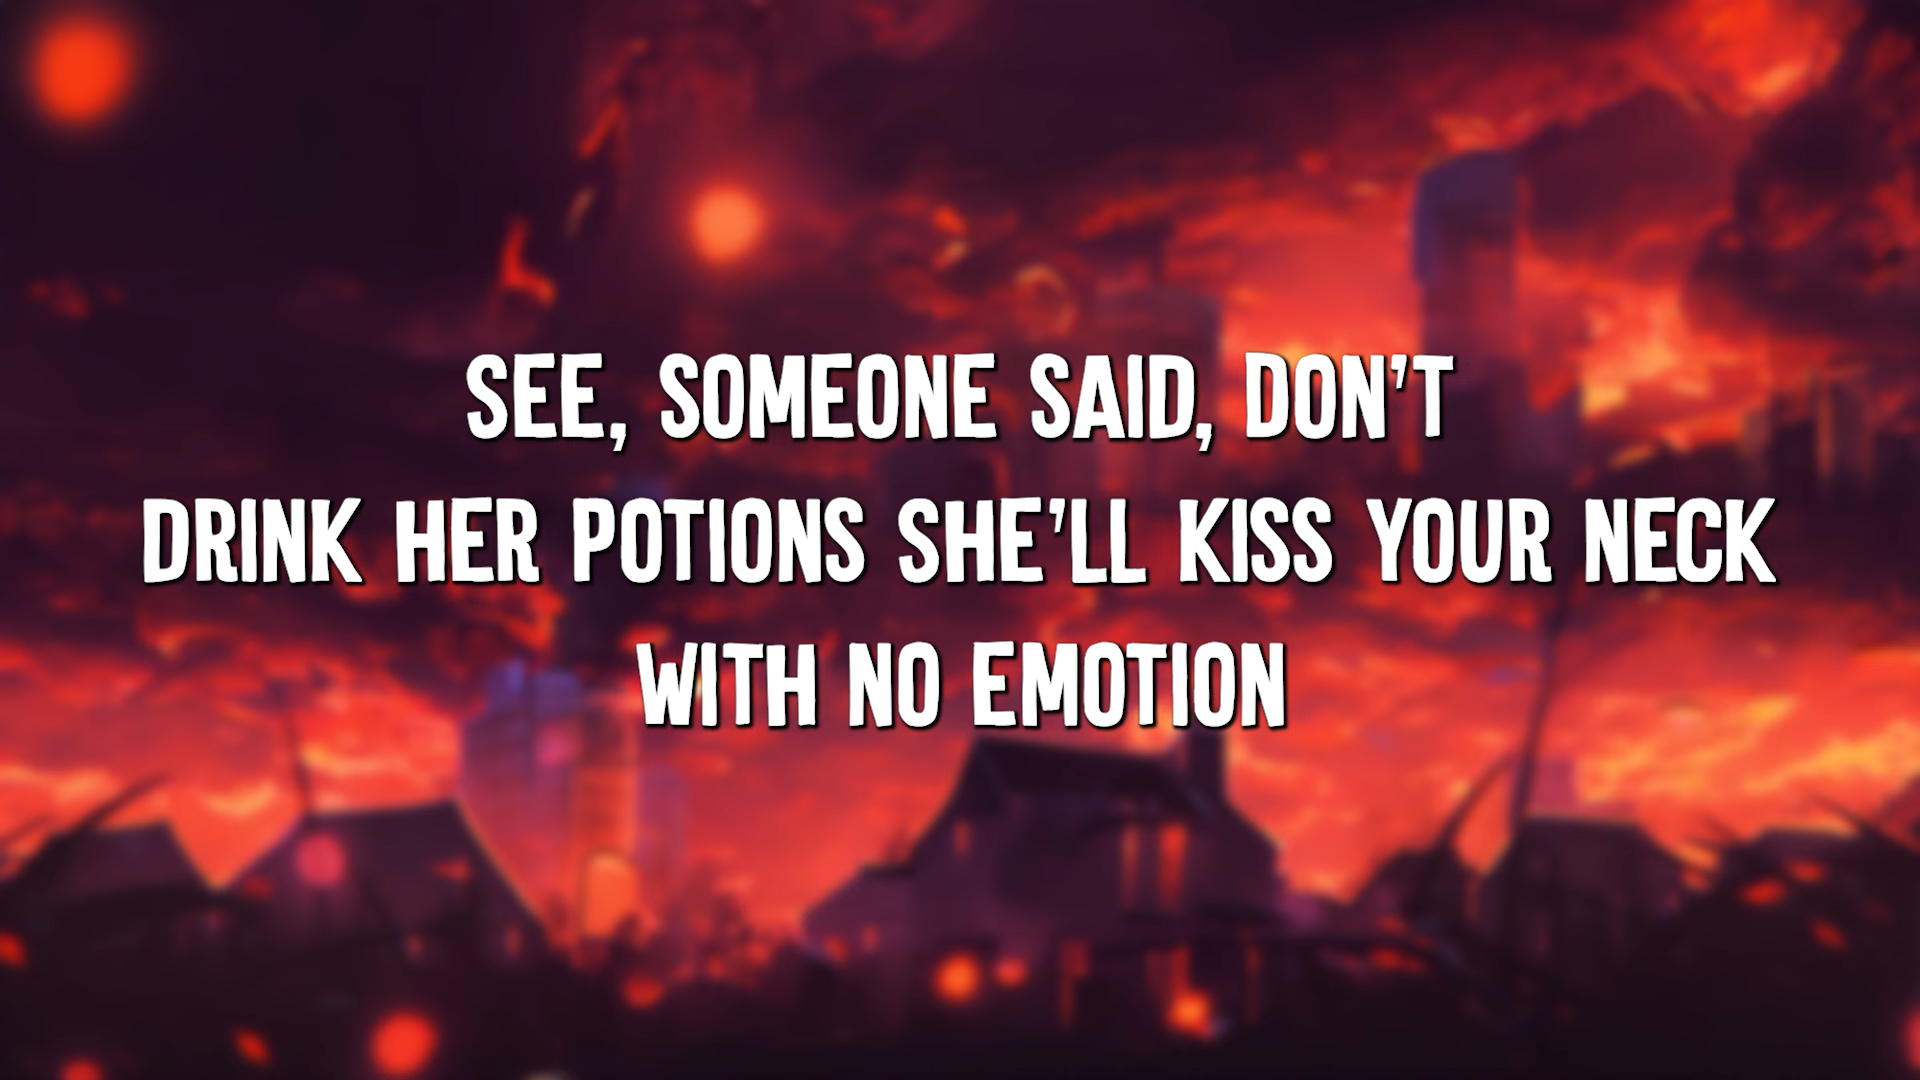 SEE, SOMEONE SAID, DON'T
DRINK HER POTIONS SHE'LL KISS YOUR NECK
WITH NO EMOTION